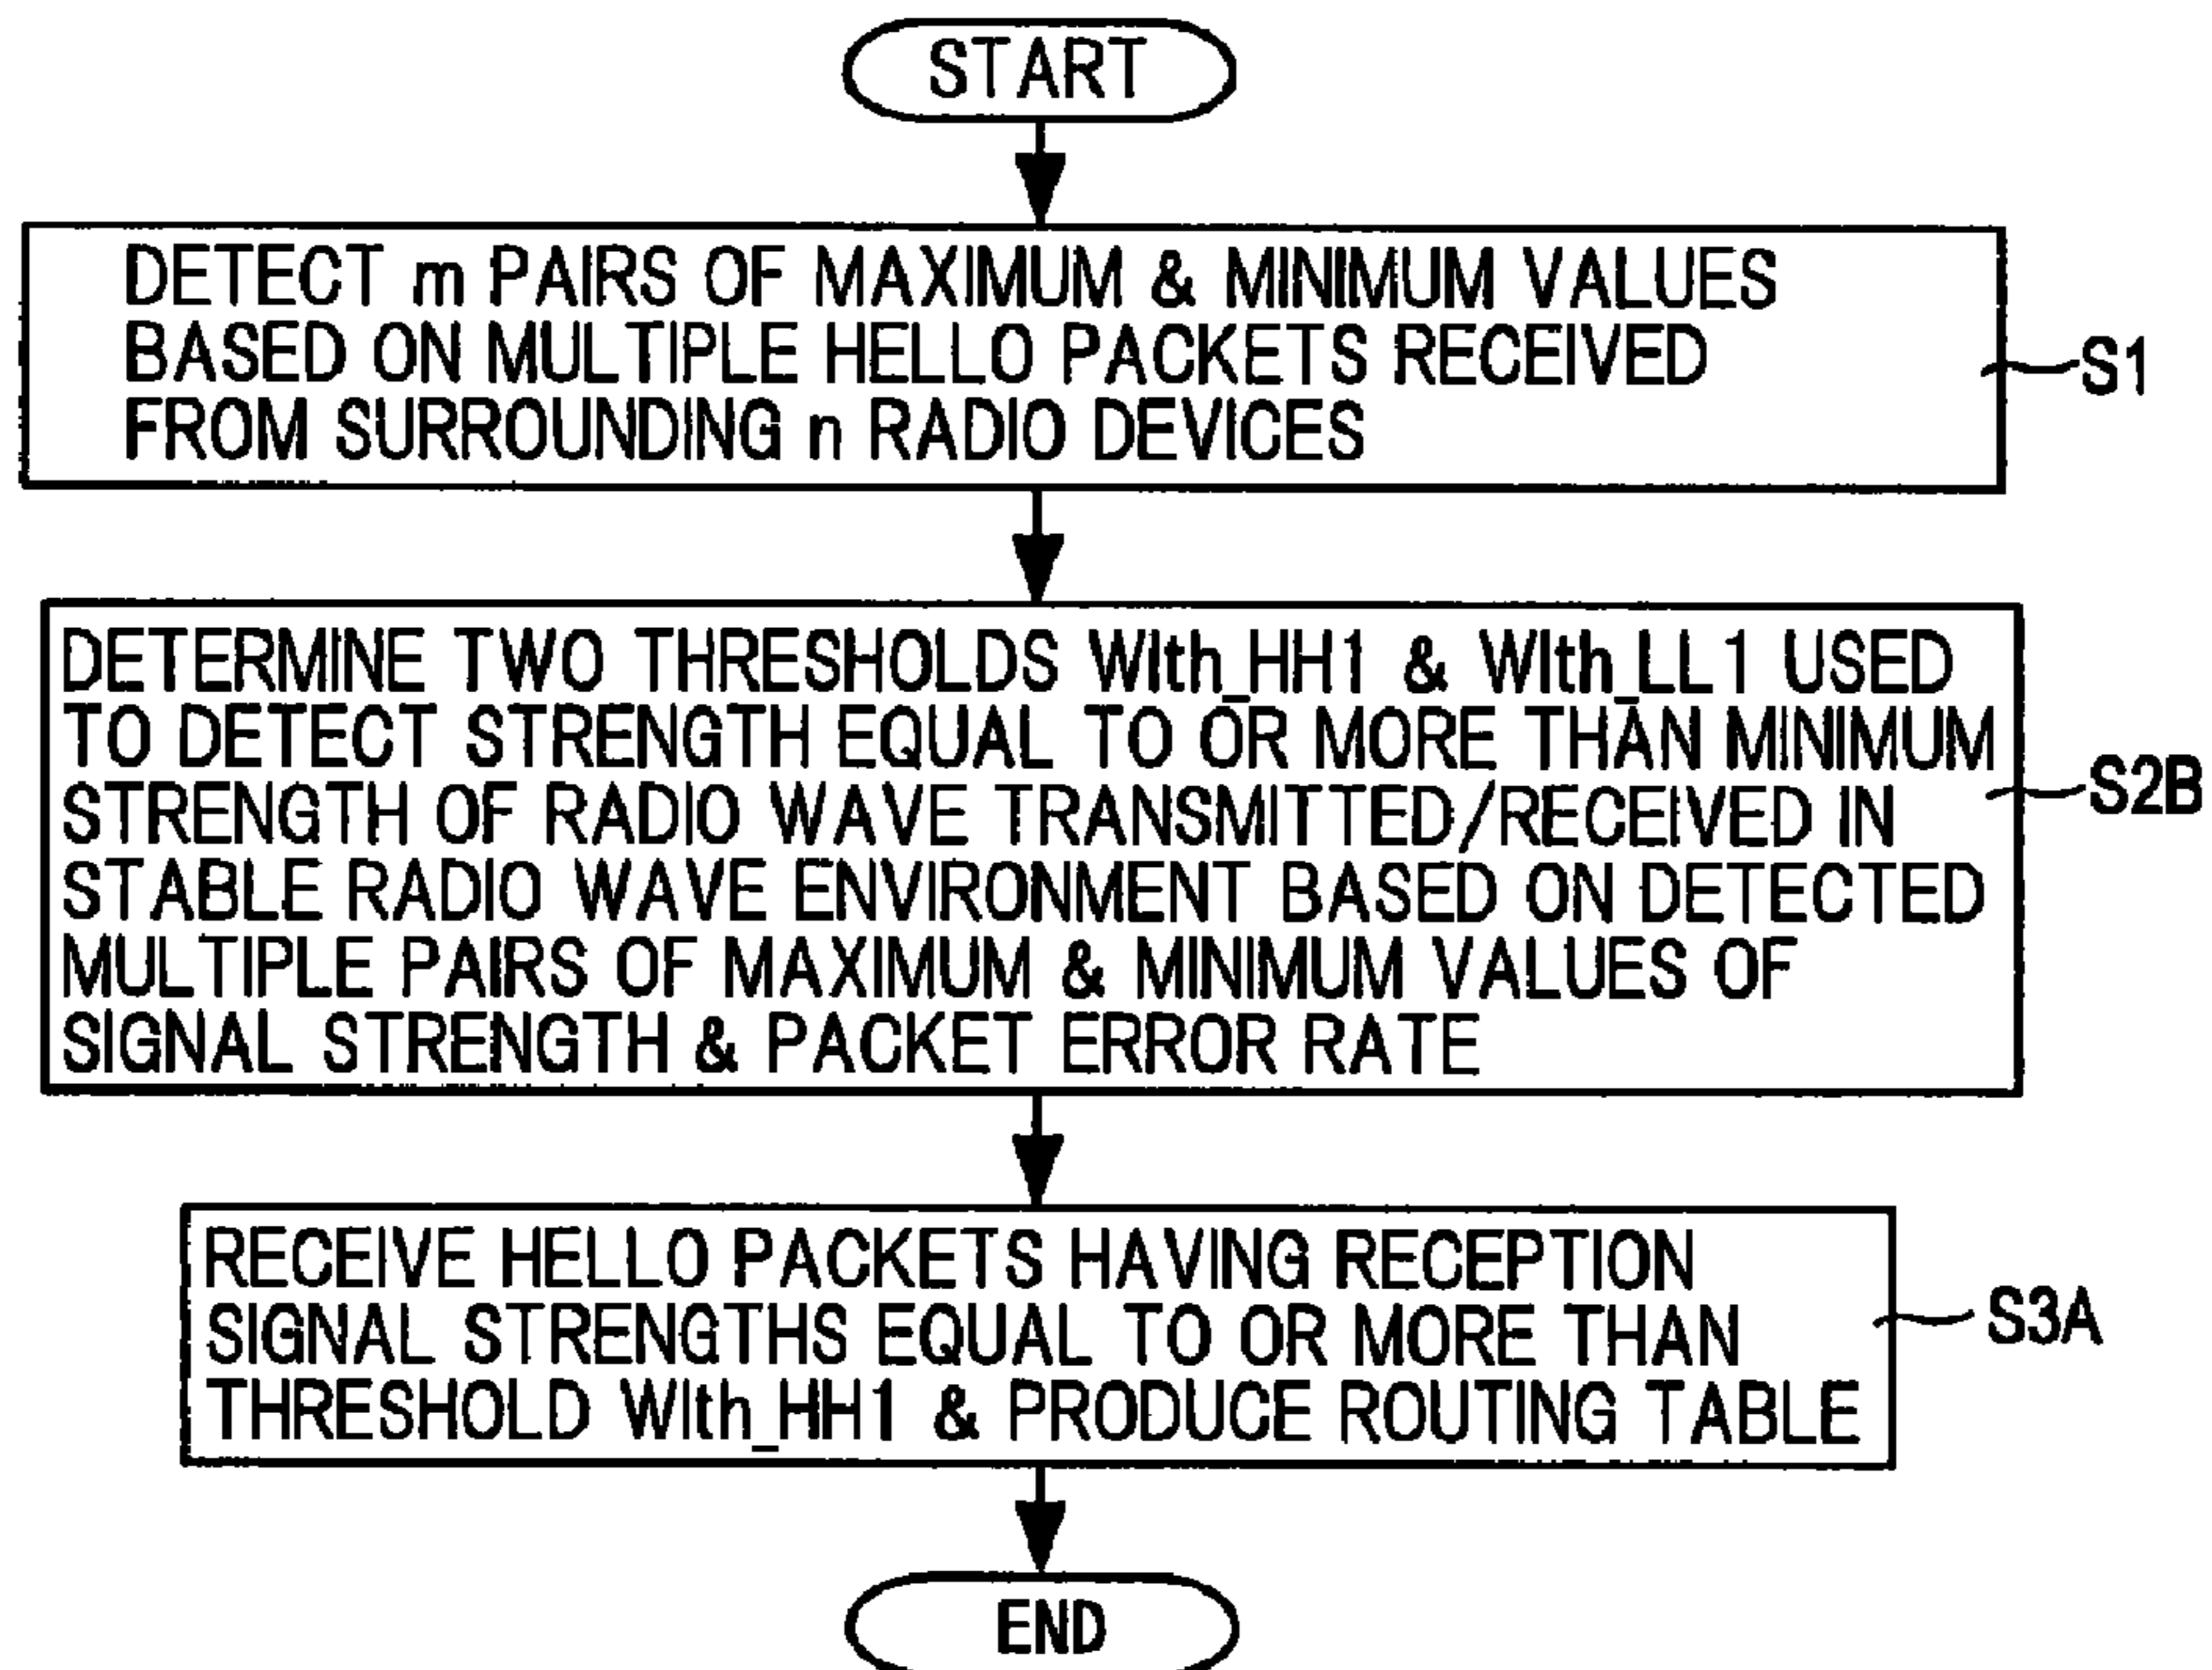 START
DETECT m PAIRS OF MAXIMUM & MINIMUM VALUES
BASED ON MULTIPLE HELLO PACKETS RECEIVED
FROM SURROUNDING n RADIO DEVICES
S1
DETERMINE TWO THRESHOLDS WIth_HH1 & WIth_LL1 USED
TO DETECT STRENGTH EQUAL TO OR MORE THAN MINIMUM
STRENGTH OF RADIO WAVE TRANSMITTED/RECEIVED IN
STABLE RADIO WAVE ENVIRONMENT BASED ON DETECTED
MULTIPLE PAIRS OF MAXIMUM & MNIMUM VALUES OF
SIGNAL STRENGTH & PACKET ERROR RATE
S2B
RECEIVE HELLO PACKETS HAVING RECEPTION
SIGNAL STRENGTHS EQUAL TO OR MORE THAN
THRESHOLD WIth_HH1 & PRODUCE ROUTING TABLE
S3A
END